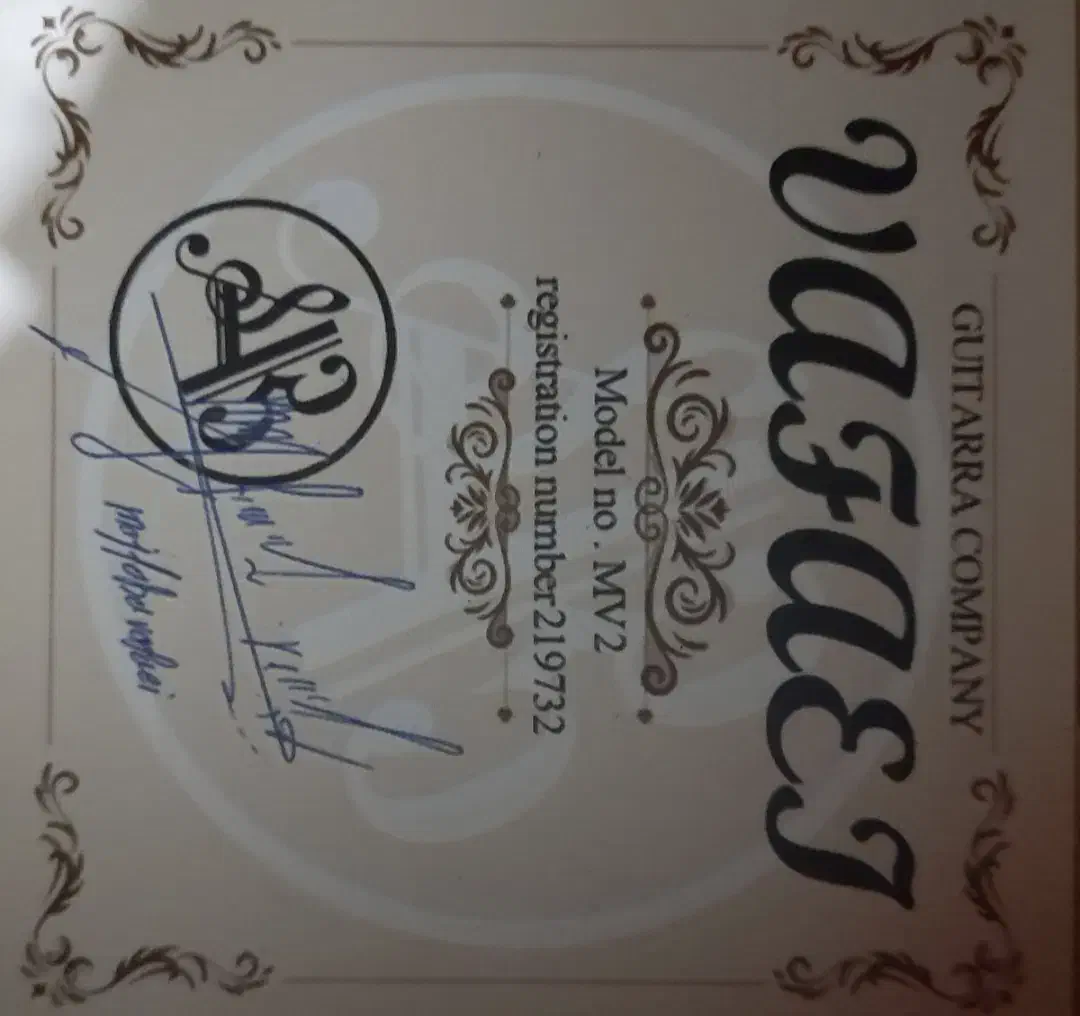 GUITARRA COMPANY
VAFAEI
Model no . MV2
registration number219732